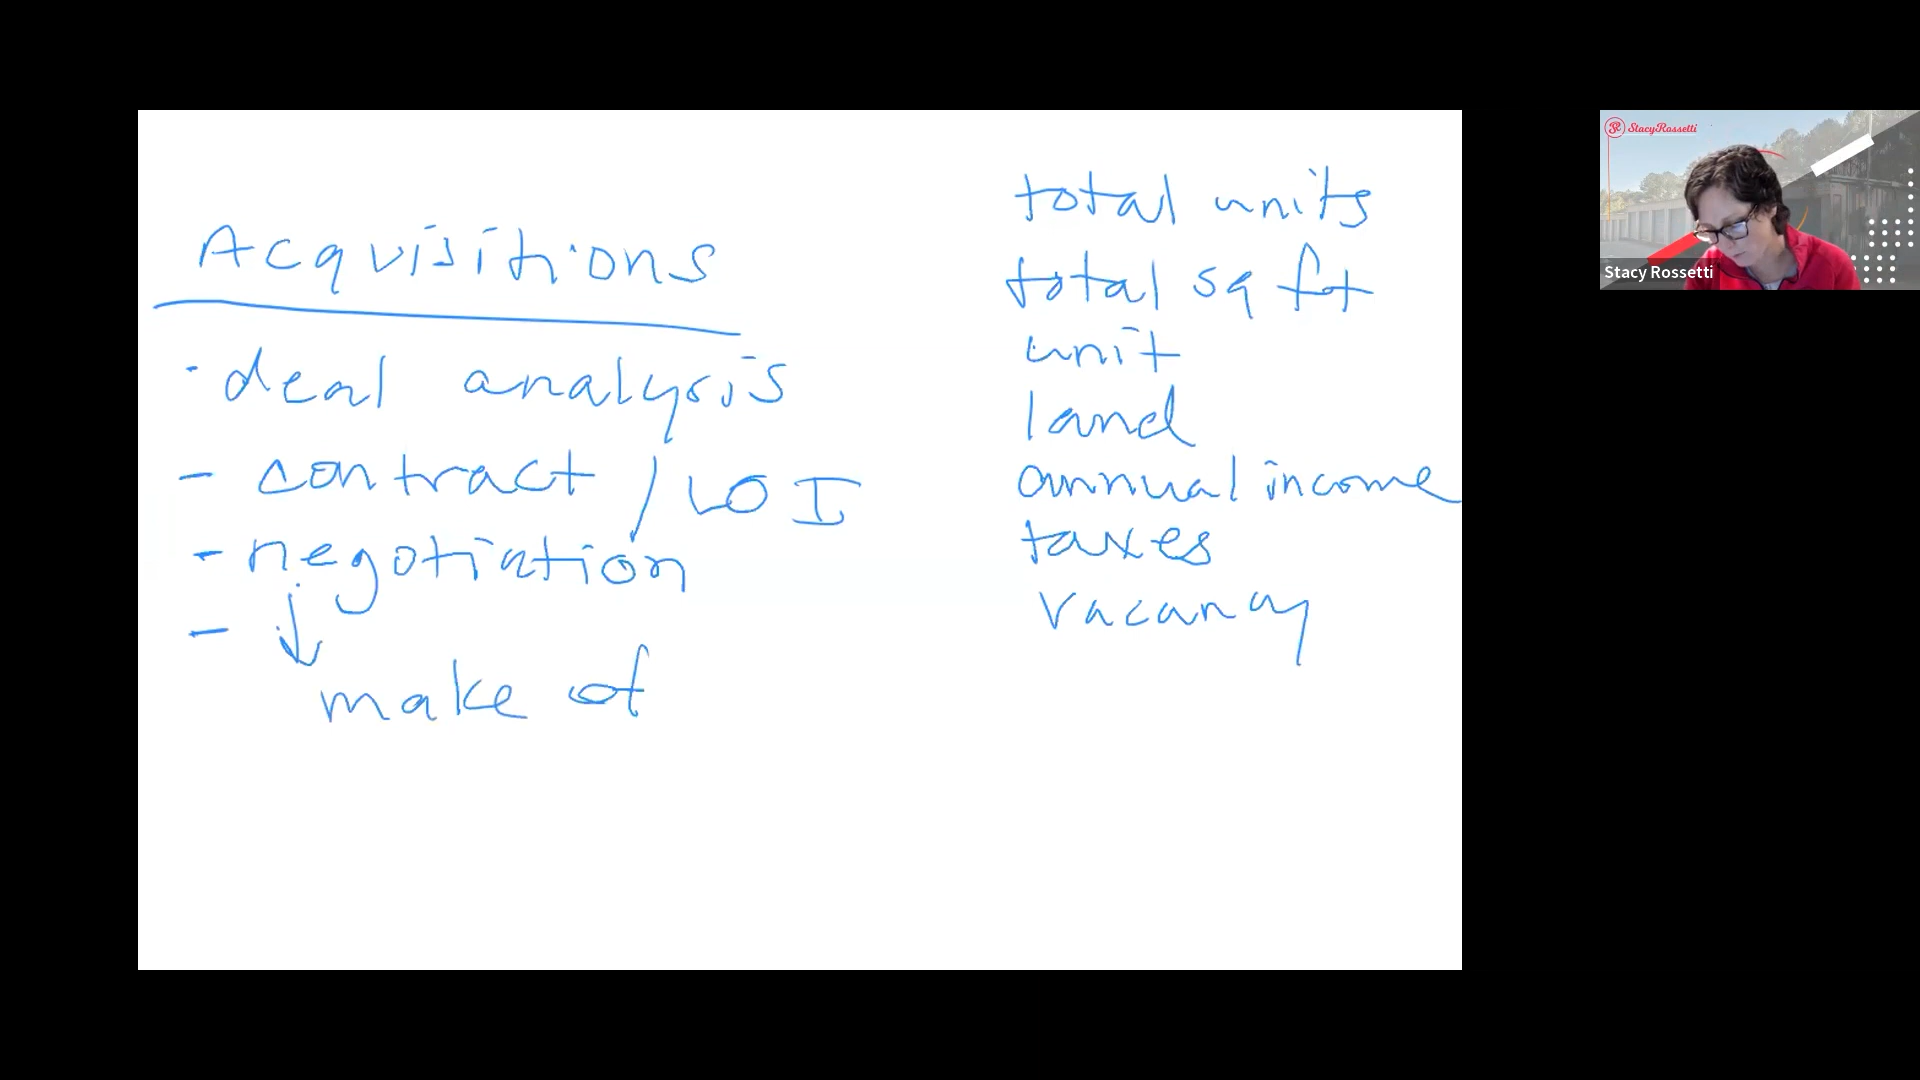 Acquisitions
· deal analysis
- contract / LOI
- negotiation
- ↓
make of
total units
total sq ft
unit
land
annual income
taxes
vacancy
SR StacyRossetti
Stacy Rossetti